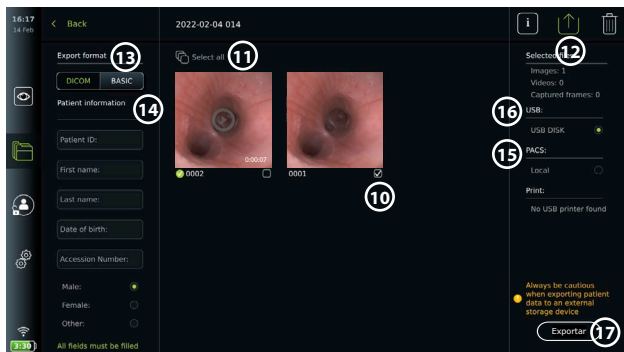 16:17
14 Feb
Back
2022-02-04 014
i
Export format
13
Select all
11
12
Selected files:
Images: 1
Videos: 0
Captured frames: 0
DICOM
BASIC
Patient information
14
16
USB:
USB DISK
Patient ID:
15
PACS:
0:00:07
First name:
0002
0001
Local
10
Print:
Last name:
No USB printer found
Date of birth:
Accession Number:
Male:
Female:
Other:
Always be cautious
when exporting patient
data to an external
storage device
Exportar
17
3:30
All fields must be filled